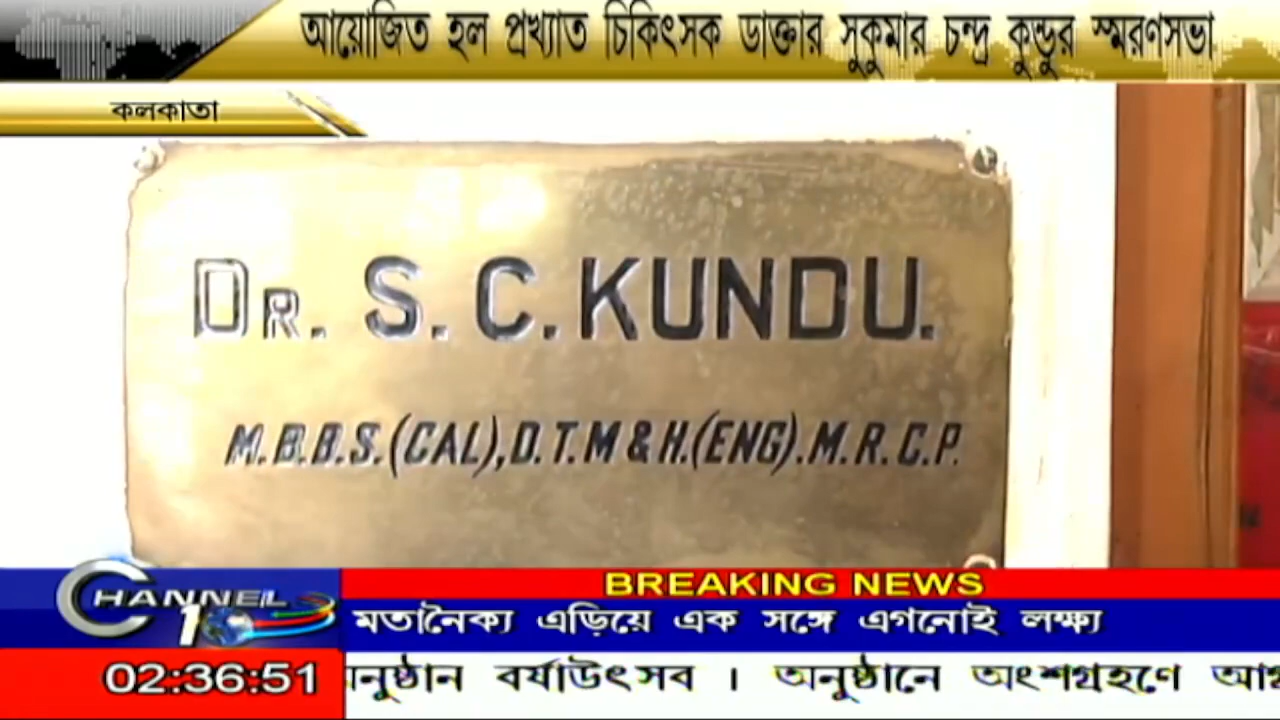 আয়োজিত হল প্রখ্যাত চিকিৎসক ডাক্তার সুকুমার চন্দ্র কুন্ডুর স্মরণসভা
কলকাতা
DR. S. C. KUNDU.
M.B.B.S.(CAL),D.T.M & H.(ENG).M.R.C.P.
BREAKING NEWS
CHANNEL 10
মতানৈক্য এড়িয়ে এক সঙ্গে এগনোই লক্ষ্য
02:36:51
বর্ষাউৎসব । অনুষ্ঠানে অংশগ্রহণে